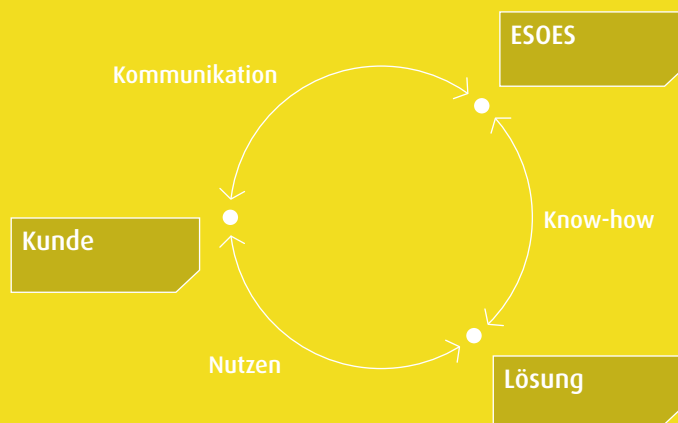 ESOES
Kommunikation
Know-how
Kunde
Nutzen
Lösung